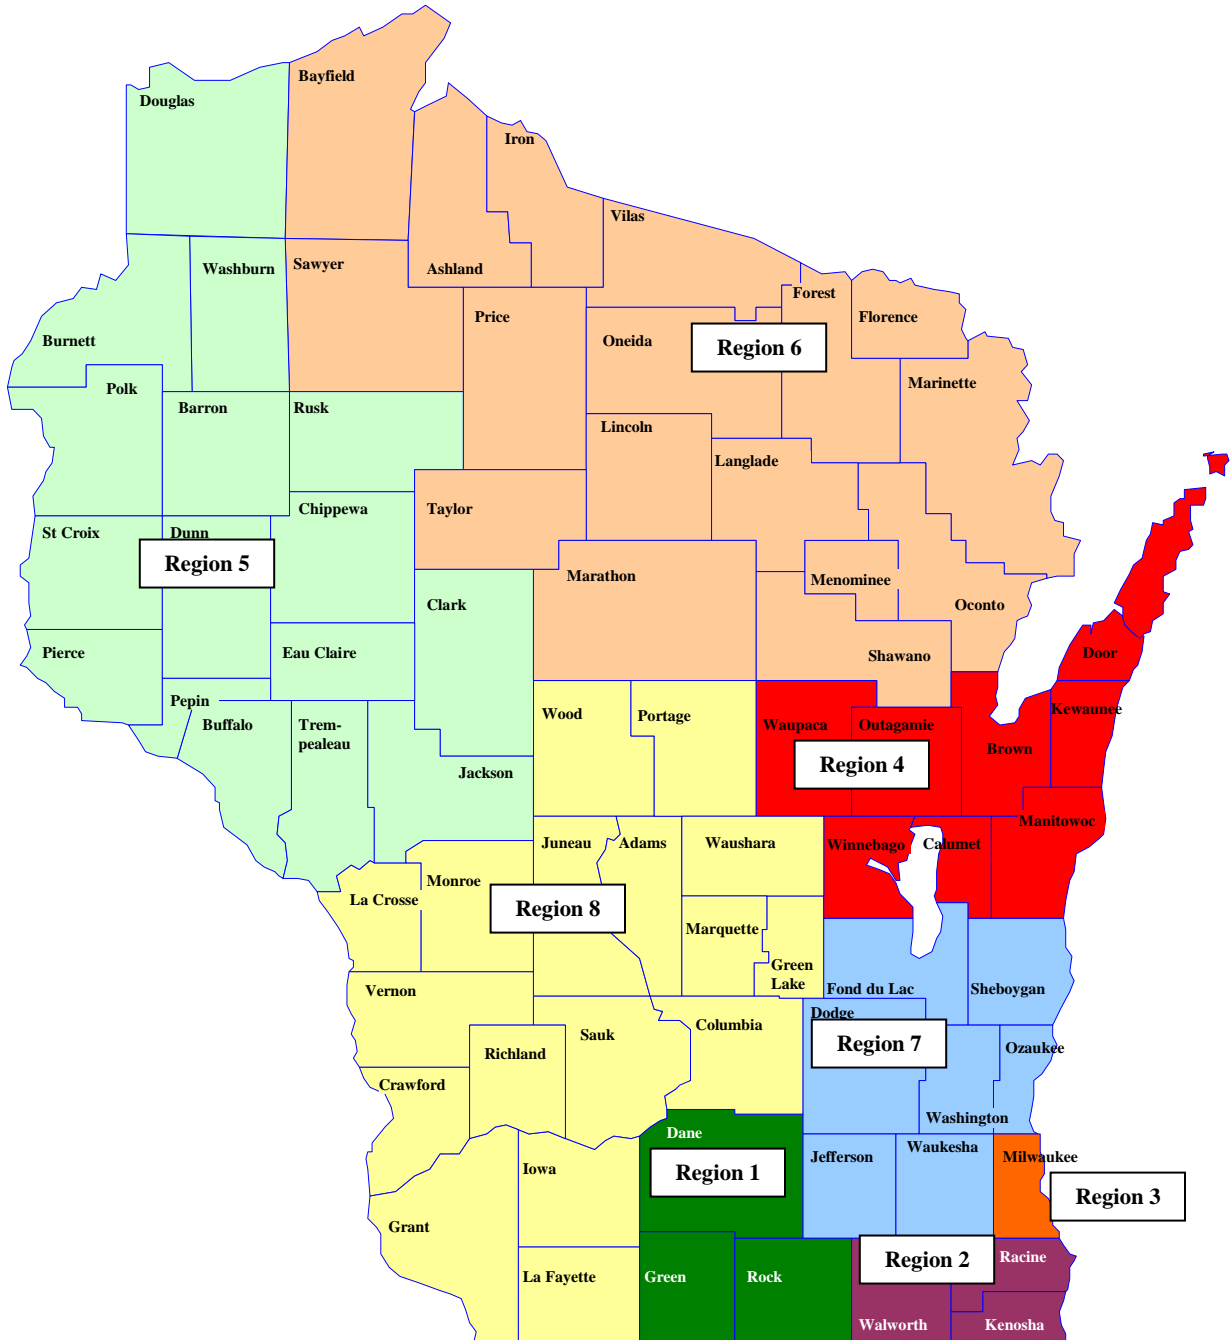 Bayfield
Douglas
Iron
Vilas
Washburn
Sawyer
Ashland
Forest
Price
Florence
Burnett
Oneida
Region 6
Polk
Marinette
Barron
Rusk
Lincoln
Langlade
Chippewa
Taylor
St Croix
Dunn
Region 5
Marathon
Menominee
Clark
Oconto
Pierce
Eau Claire
Shawano
Door
Pepin
Buffalo
Trem-
pealeau
Wood
Portage
Waupaca
Outagamie
Kewaunee
Brown
Region 4
Jackson
Manitowoc
Juneau
Adams
Waushara
Winnebago
Calumet
Monroe
La Crosse
Region 8
Marquette
Green
Lake
Vernon
Fond du Lac
Sheboygan
Dodge
Columbia
Sauk
Region 7
Richland
Ozaukee
Crawford
Washington
Dane
Jefferson
Waukesha
Milwaukee
Iowa
Region 1
Region 3
Grant
Region 2
Racine
La Fayette
Green
Rock
Walworth
Kenosha